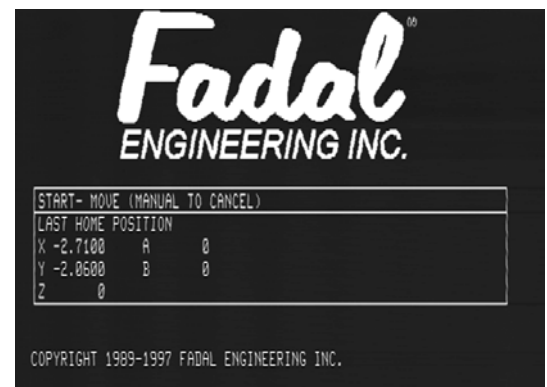 Fadal®
ENGINEERING INC.
START- MOVE (MANUAL TO CANCEL)
LAST HOME POSITION
X -2.7100 A 0
Y -2.0600 B 0
Z 0
COPYRIGHT 1989-1997 FADAL ENGINEERING INC.